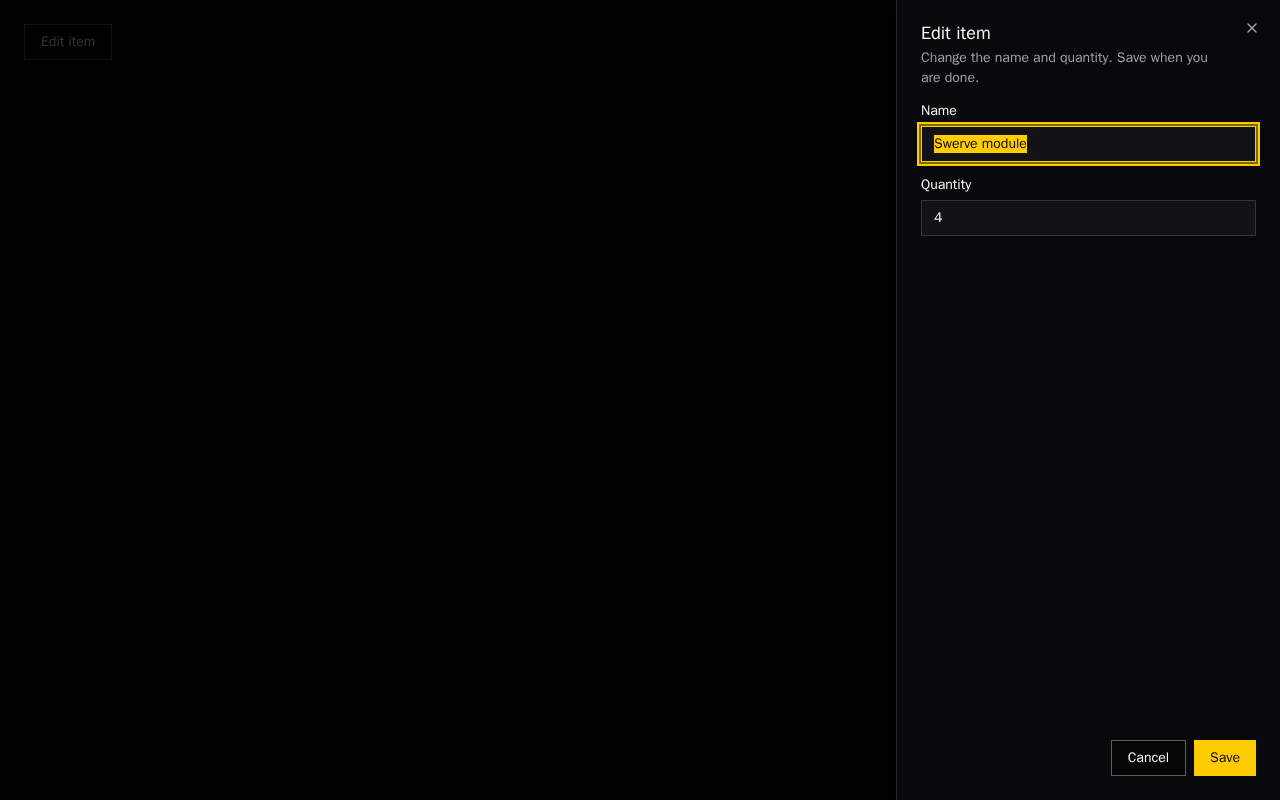 Edit item
Edit item
Change the name and quantity. Save when you
are done.
Name
Swerve module
Quantity
4
Cancel
Save